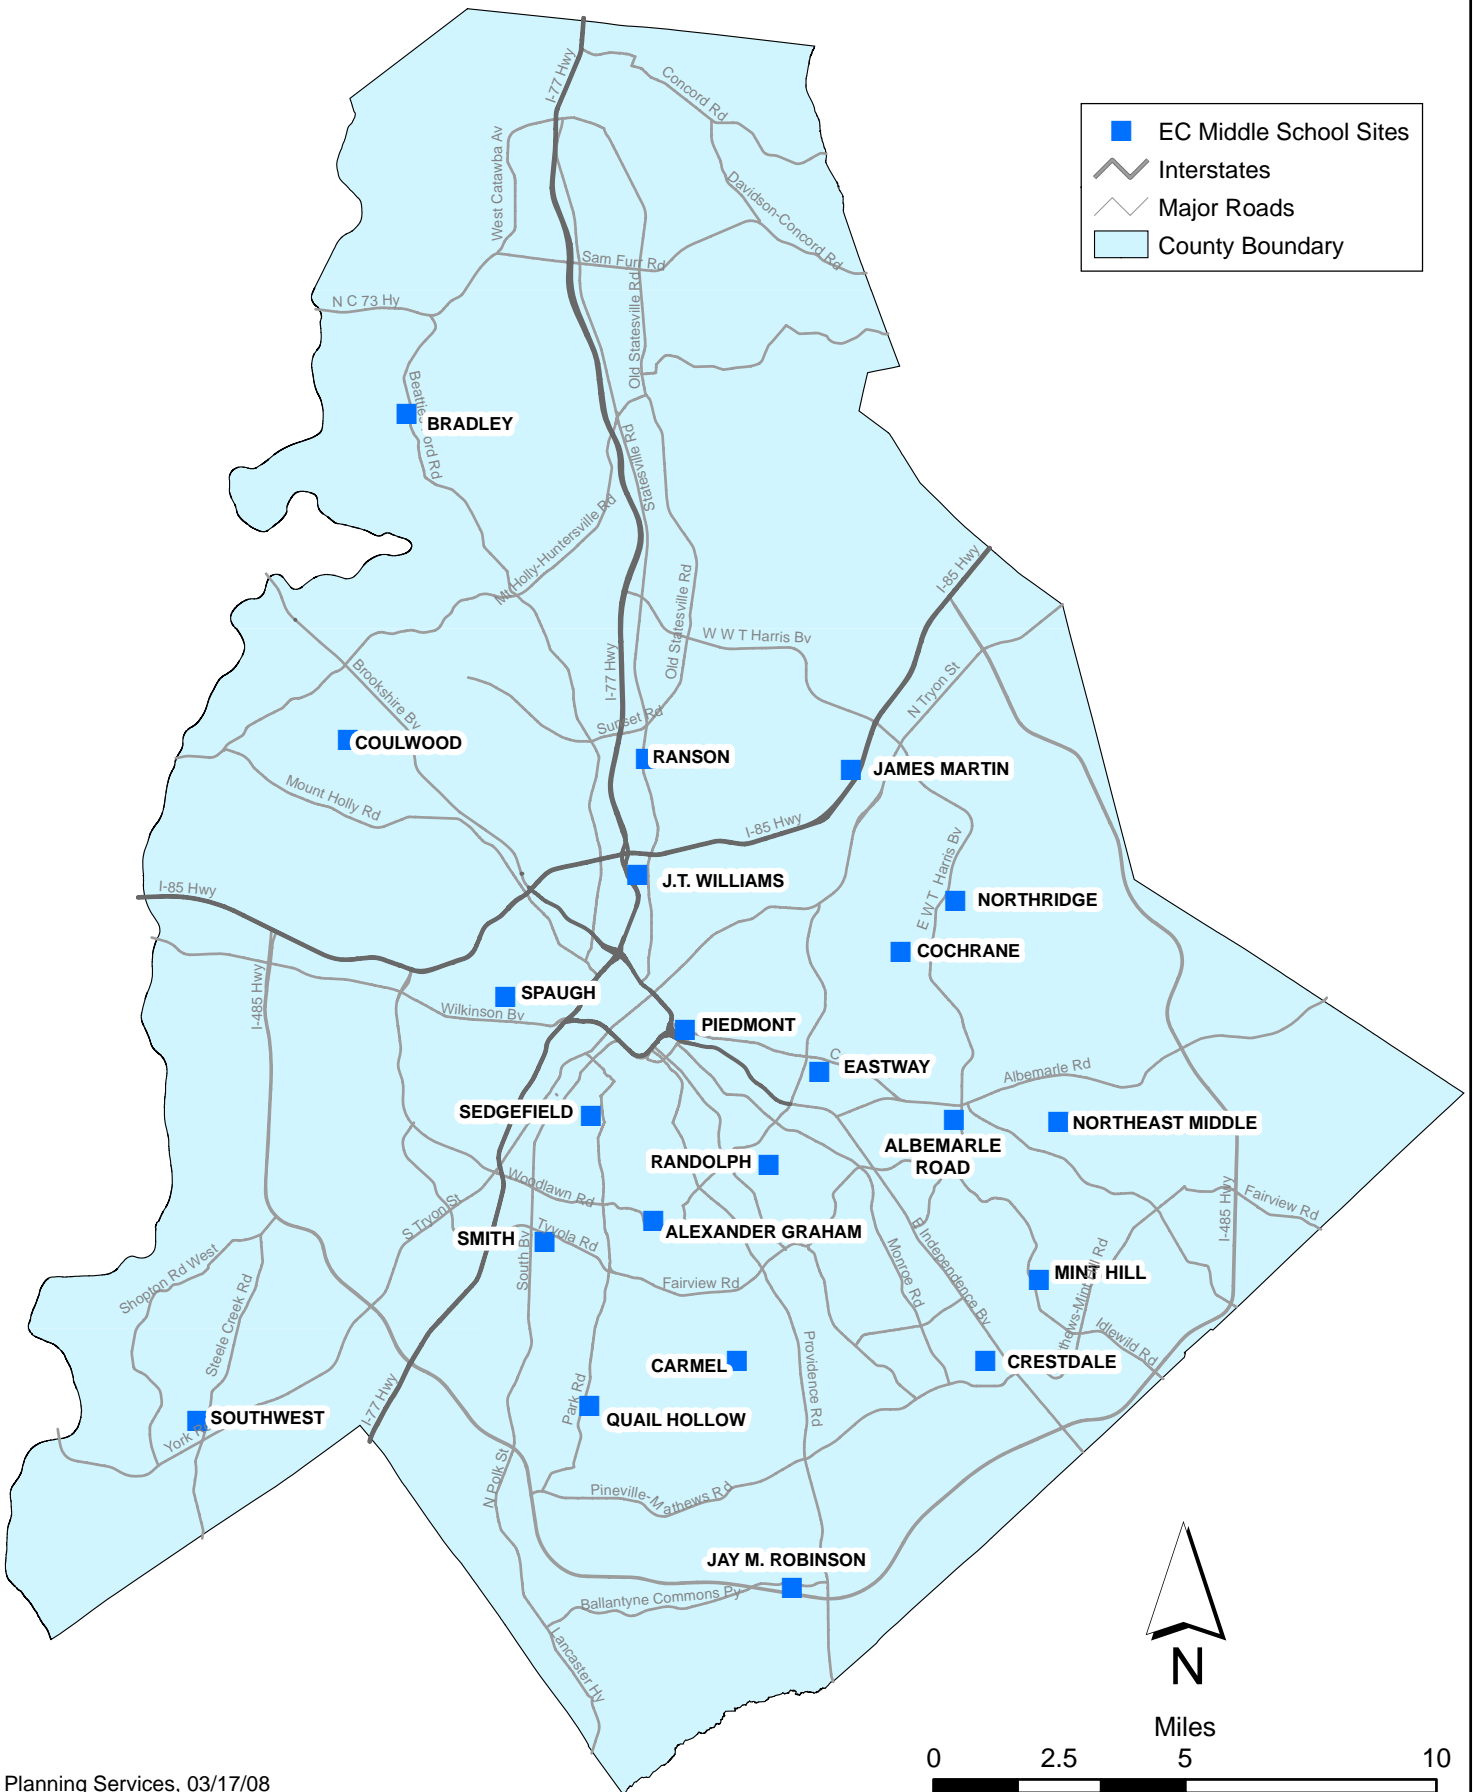 I-77 Hwy
Concord Rd
EC Middle School Sites
Interstates
Major Roads
County Boundary
West Catawba Av
Davidson-Concord Rd
Sam Furr Rd
N C 73 Hy
Old Statesville Rd
BRADLEY
Statesville Rd
Mt Holly-Huntersville Rd
I-85 Hwy
Old Statesville Rd
W W T Harris Bv
I-77 Hwy
N Tryon St
Brookshire Bv
Sunset Rd
COULWOOD
RANSON
JAMES MARTIN
Mount Holly Rd
I-85 Hwy
J.T. WILLIAMS
I-85 Hwy
E W T Harris Bv
NORTHRIDGE
COCHRANE
I-485 Hwy
SPAUGH
Wilkinson Bv
PIEDMONT
EASTWAY
Albemarle Rd
SEDGEFIELD
NORTHEAST MIDDLE
ALBEMARLE
ROAD
RANDOLPH
Woodlawn Rd
I-485 Hwy
Fairview Rd
S Tryon St
ALEXANDER GRAHAM
SMITH
Tyvola Rd
South Bv
E Independence Bv
Monroe Rd
Shopton Rd West
Steele Creek Rd
Fairview Rd
MINT HILL
Idlewild Rd
Providence Rd
CARMEL
CRESTDALE
I-77 Hwy
Park Rd
SOUTHWEST
QUAIL HOLLOW
York
N Polk St
Pineville-Mathews Rd
JAY M. ROBINSON
Ballantyne Commons Py
Lancaster Hy
N
Miles
0 2.5 5 10
Planning Services, 03/17/08